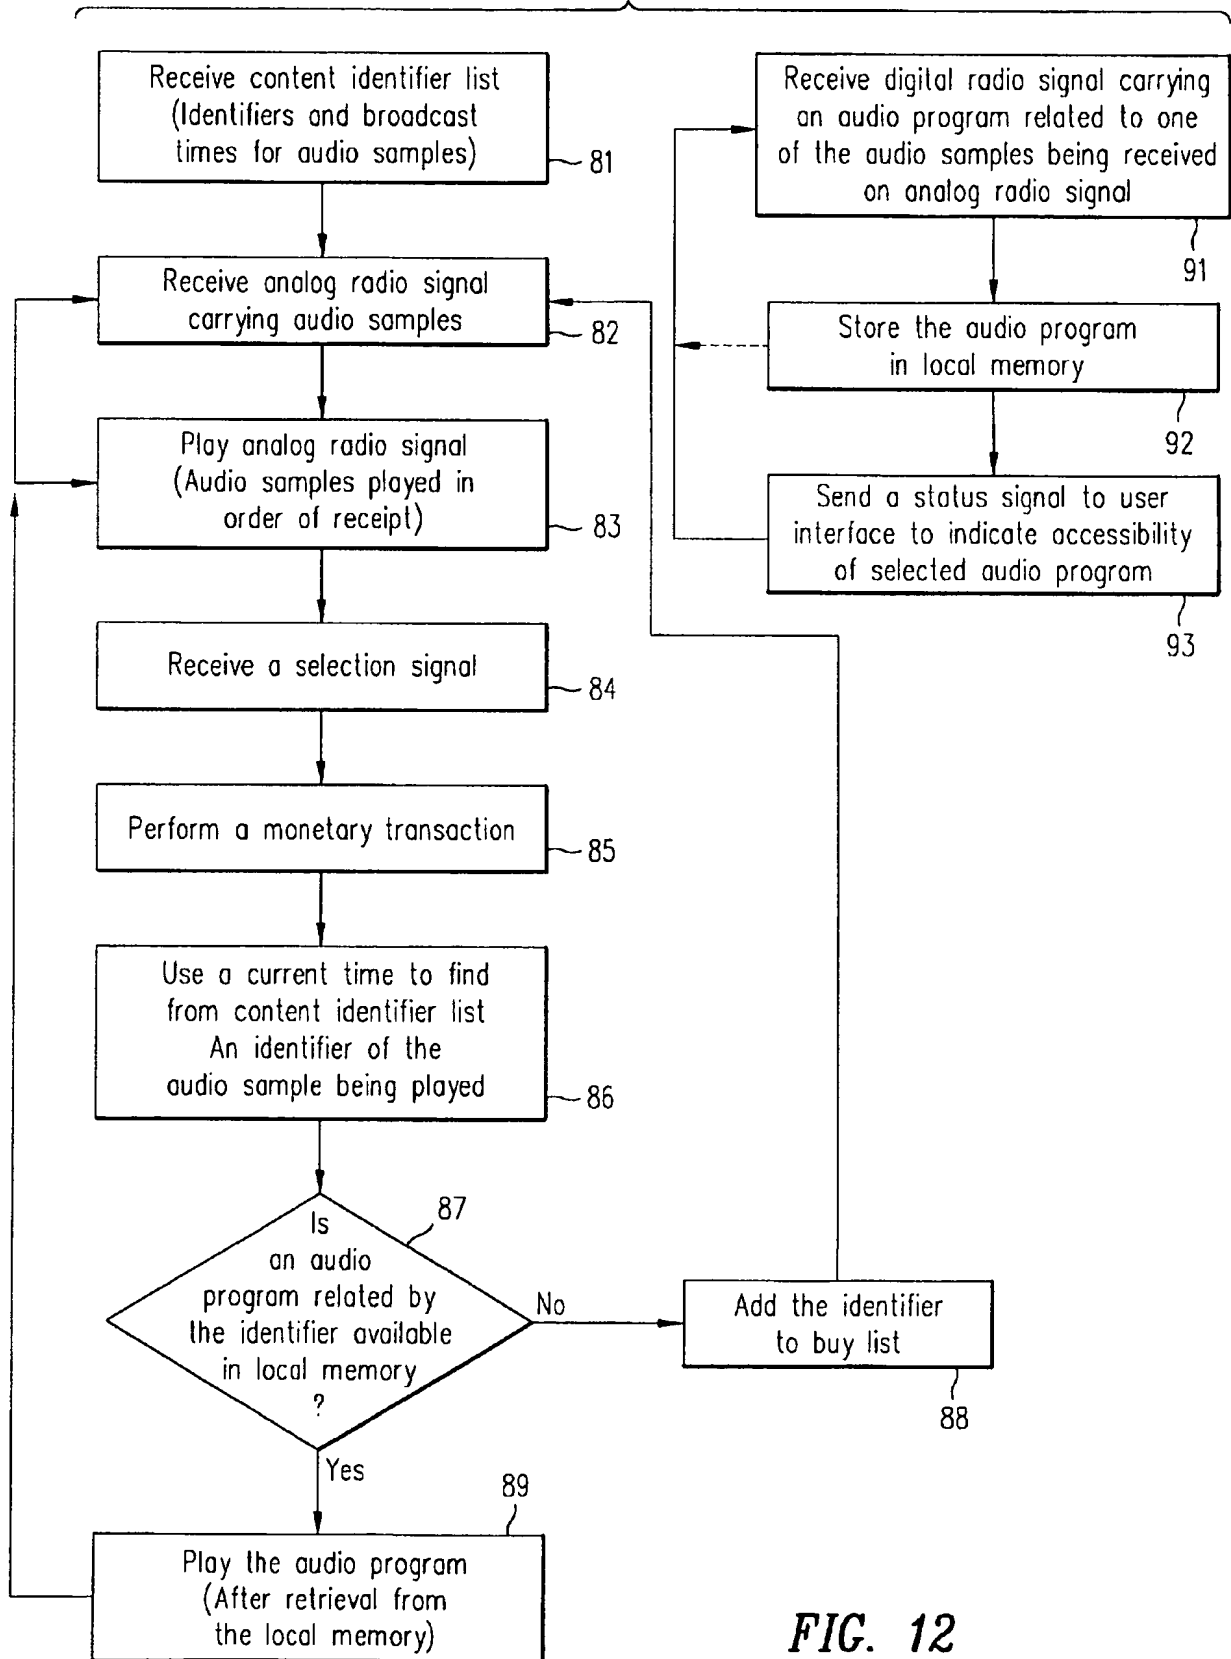 Receive content identifier list
(Identifiers and broadcast
times for audio samples)
81
Receive analog radio signal
carrying audio samples
82
Play analog radio signal
(Audio samples played in
order of receipt)
83
Receive a selection signal
84
Perform a monetary transaction
85
Use a current time to find
from content identifier list
An identifier of the
audio sample being played
86
87
Is
an audio
program related by
the identifier available
in local memory
?
No
Yes
Add the identifier
to buy list
88
89
Play the audio program
(After retrieval from
the local memory)
Receive digital radio signal carrying
an audio program related to one
of the audio samples being received
on analog radio signal
91
Store the audio program
in local memory
92
Send a status signal to user
interface to indicate accessibility
of selected audio program
93
FIG. 12